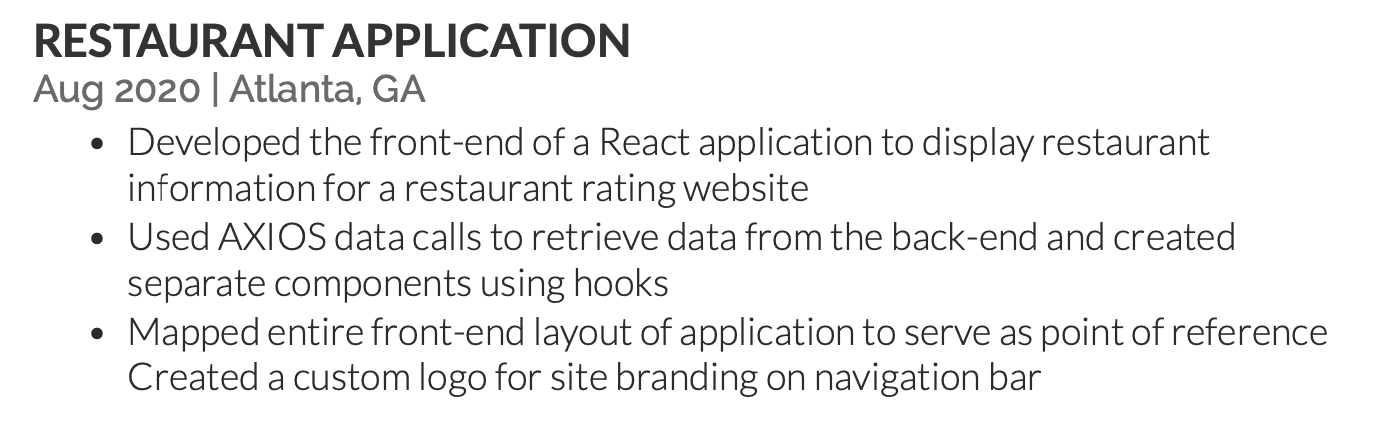 RESTAURANT APPLICATION
Aug 2020 | Atlanta, GA
• Developed the front-end of a React application to display restaurant
information for a restaurant rating website
• Used AXIOS data calls to retrieve data from the back-end and created
separate components using hooks
• Mapped entire front-end layout of application to serve as point of reference
Created a custom logo for site branding on navigation bar